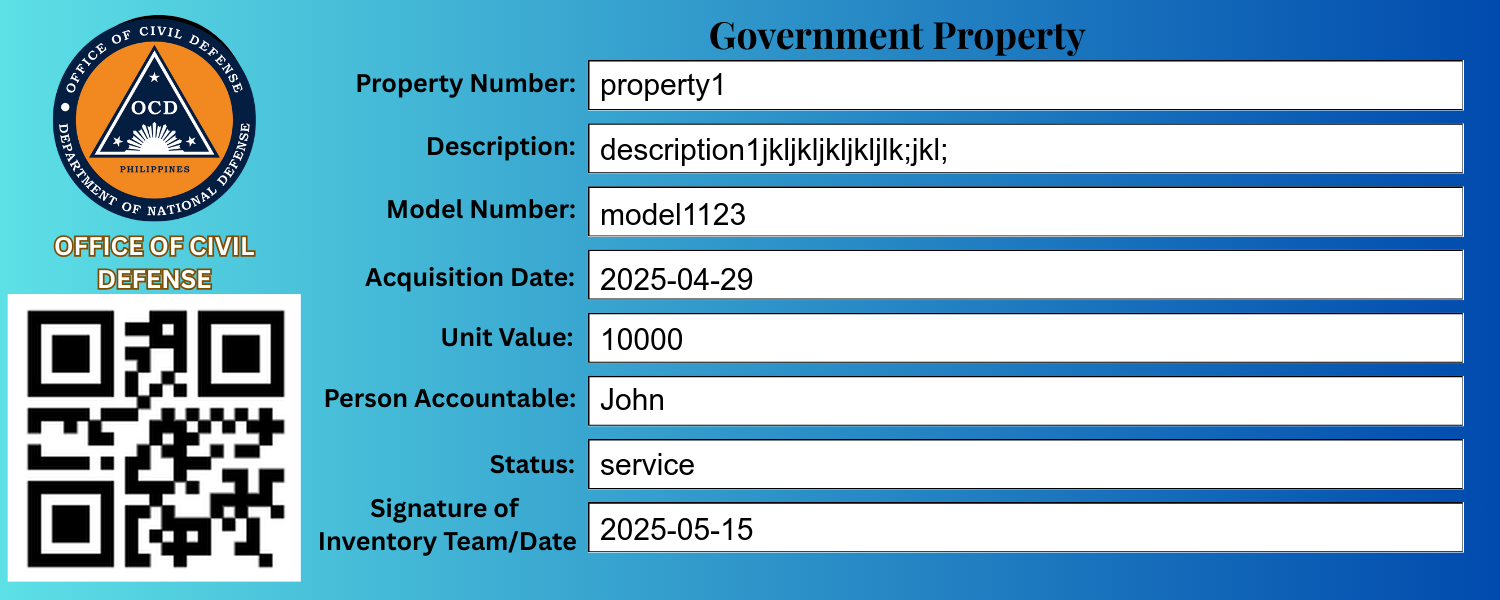 OFFICE OF CIVIL DEFENSE
DEPARTMENT OF NATIONAL DEFENSE
OCD
PHILIPPINES
OFFICE OF CIVIL
DEFENSE
Government Property
Property Number: property1
Description: description1jkljkljkljkljlk;jkl;
Model Number: model1123
Acquisition Date: 2025-04-29
Unit Value: 10000
Person Accountable: John
Status: service
Signature of
Inventory Team/Date 2025-05-15